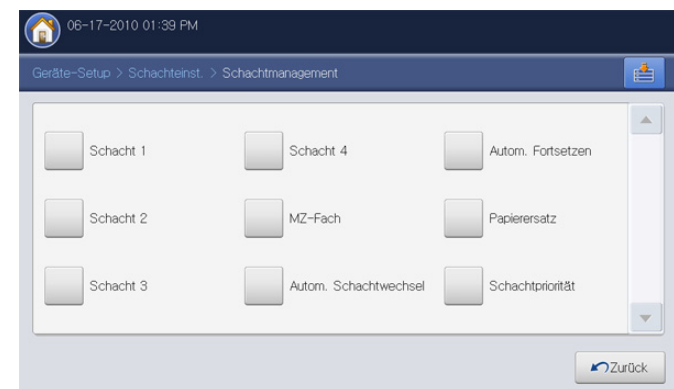 06-17-2010 01:39 PM
Geräte-Setup > Schachteinst. > Schachtmanagement
Schacht 1
Schacht 4
Autom. Fortsetzen
Schacht 2
MZ-Fach
Papierersatz
Schacht 3
Autom. Schachtwechsel
Schachtpriorität
Zurück